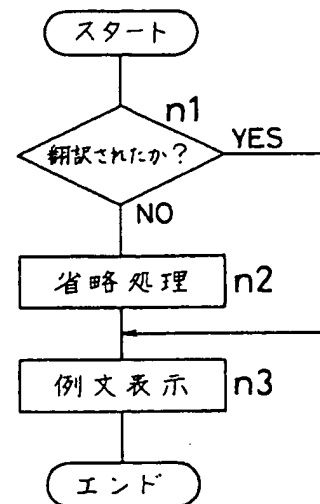 スタート
n1
翻訳されたか?
YES
NO
省略処理
n2
例文表示
n3
エンド